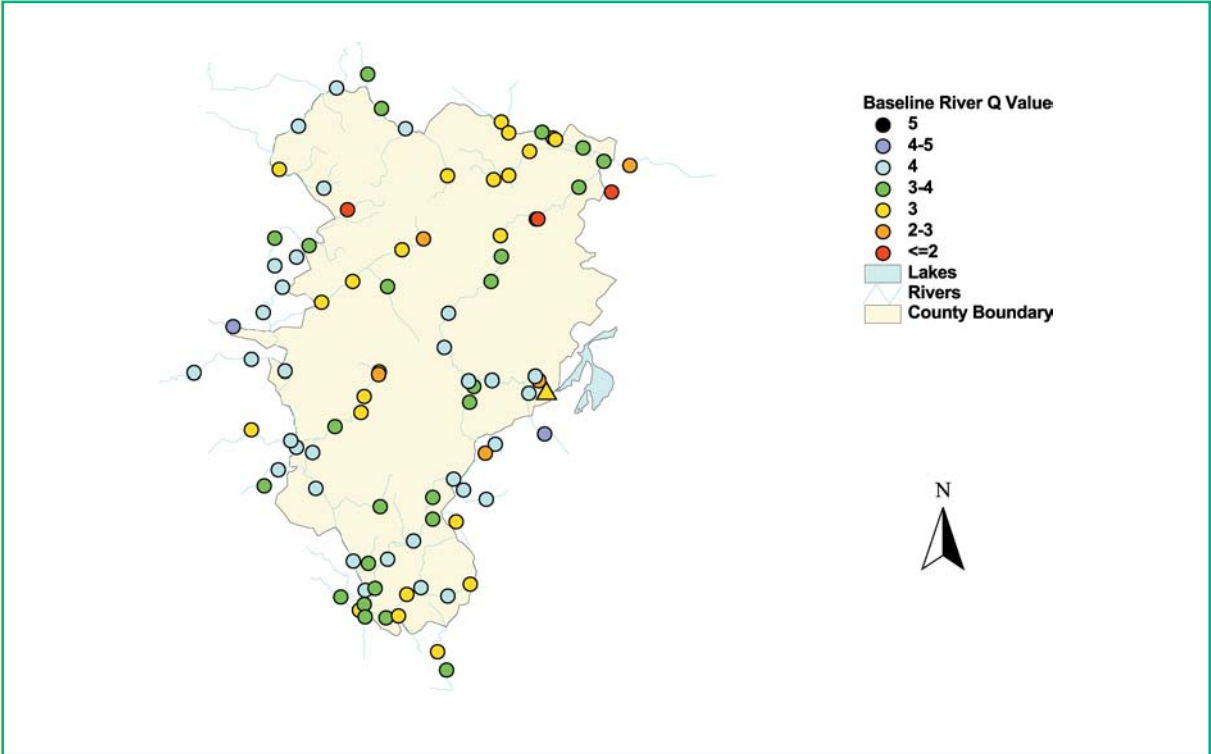 Baseline River Q Value
5
4-5
4
3-4
3
2-3
<=2
Lakes
Rivers
County Boundary
N